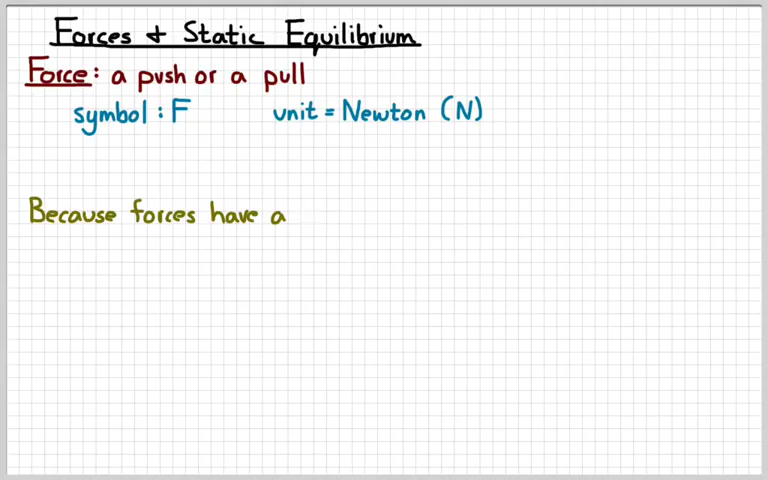 Forces & Static Equilibrium
Force: a push or a pull
symbol: F unit = Newton (N)
Because forces have a